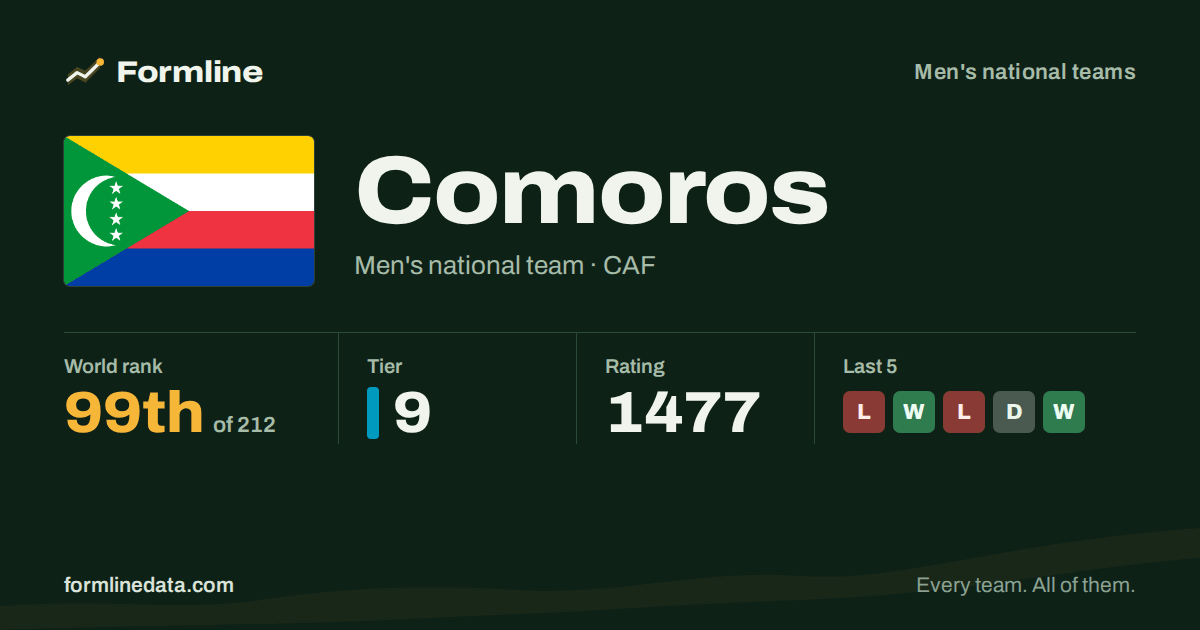 Formline
Men's national teams
Comoros
Men's national team · CAF
World rank
99th of 212
Tier
9
Rating
1477
Last 5
L W L D W
formlinedata.com
Every team. All of them.